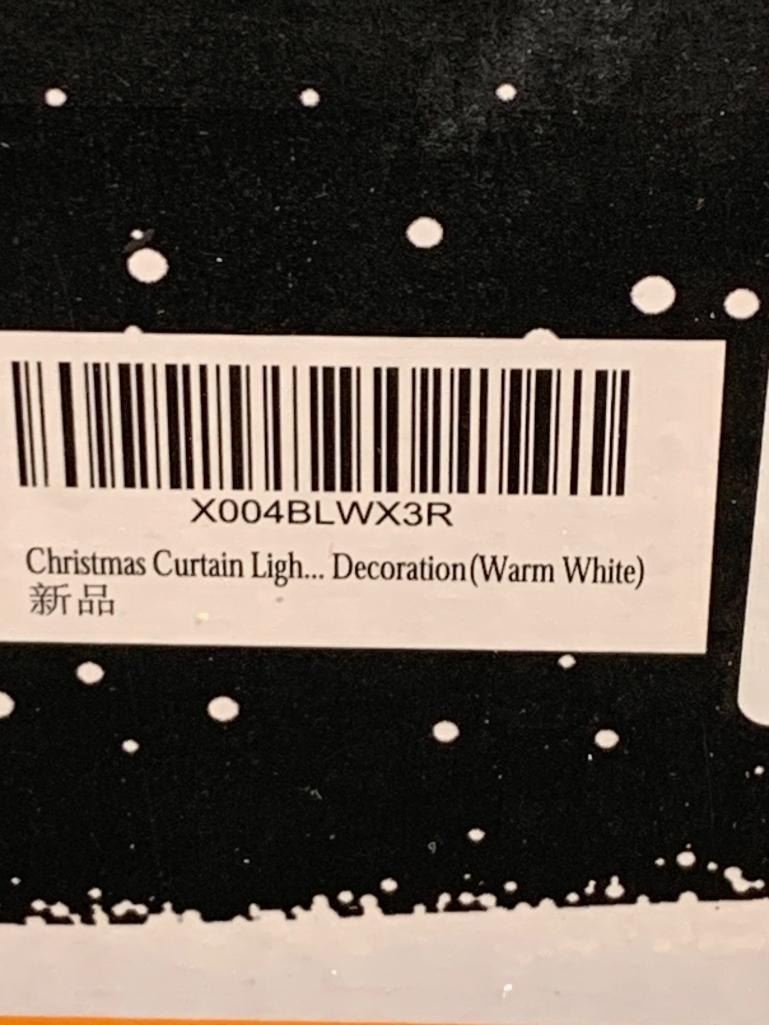 X004BLWX3R
Christmas Curtain Ligh... Decoration(Warm White)
新品